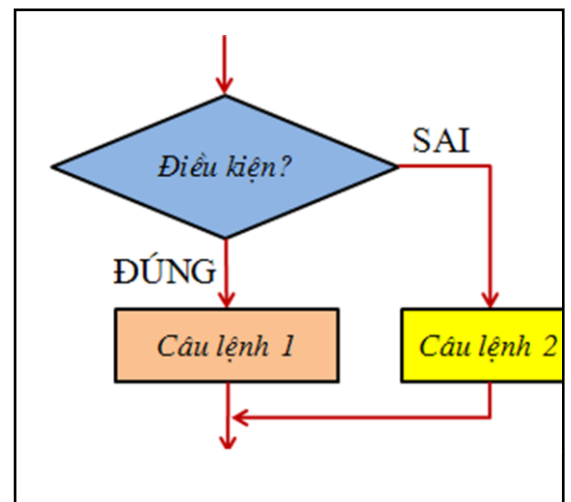 Điều kiện?
SAI
ĐÚNG
Câu lệnh 1
Câu lệnh 2